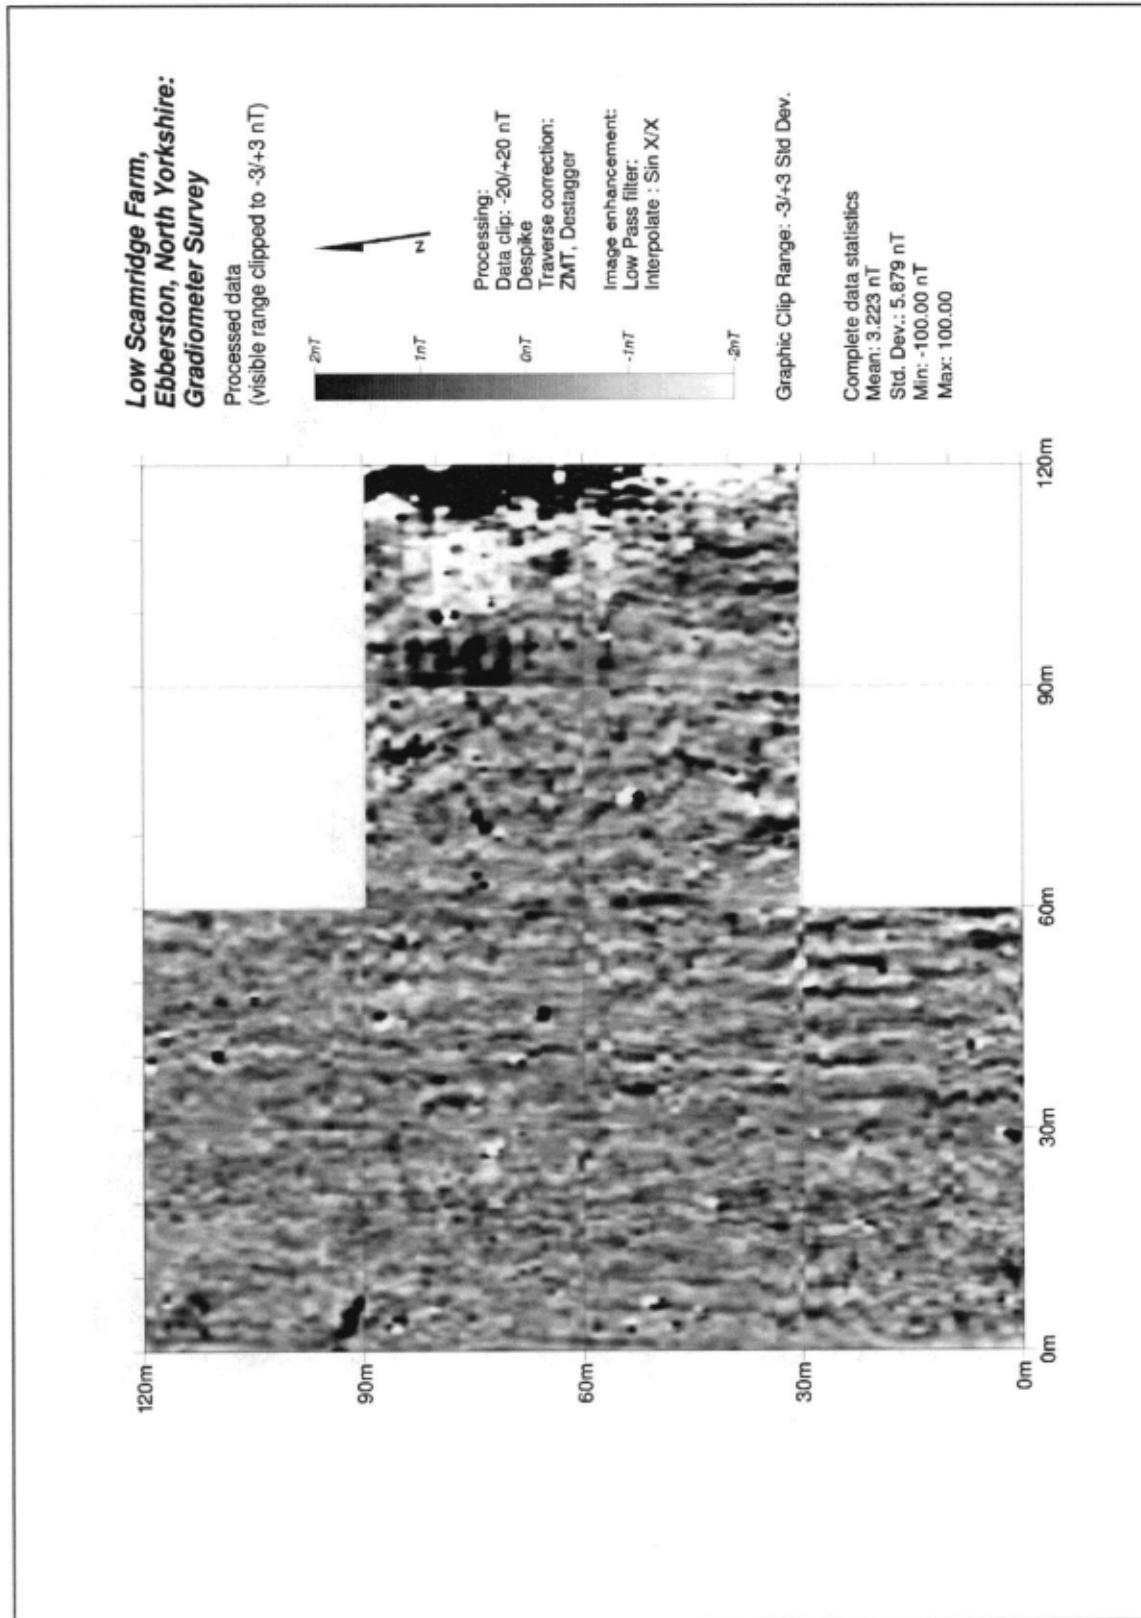 Low Scamridge Farm,
Ebberston, North Yorkshire:
Gradiometer Survey
Processed data
(visible range clipped to -3/+3 nT)
N
2nT
1nT
0nT
-1nT
-2nT
Processing:
Data clip: -20/+20 nT
Despike
Traverse correction:
ZMT, Destagger
Image enhancement:
Low Pass filter:
Interpolate : Sin X/X
Graphic Clip Range: -3/+3 Std Dev.
Complete data statistics
Mean: 3.223 nT
Std. Dev.: 5.879 nT
Min: -100.00 nT
Max: 100.00
120m
90m
60m
30m
0m
0m
30m
60m
90m
120m